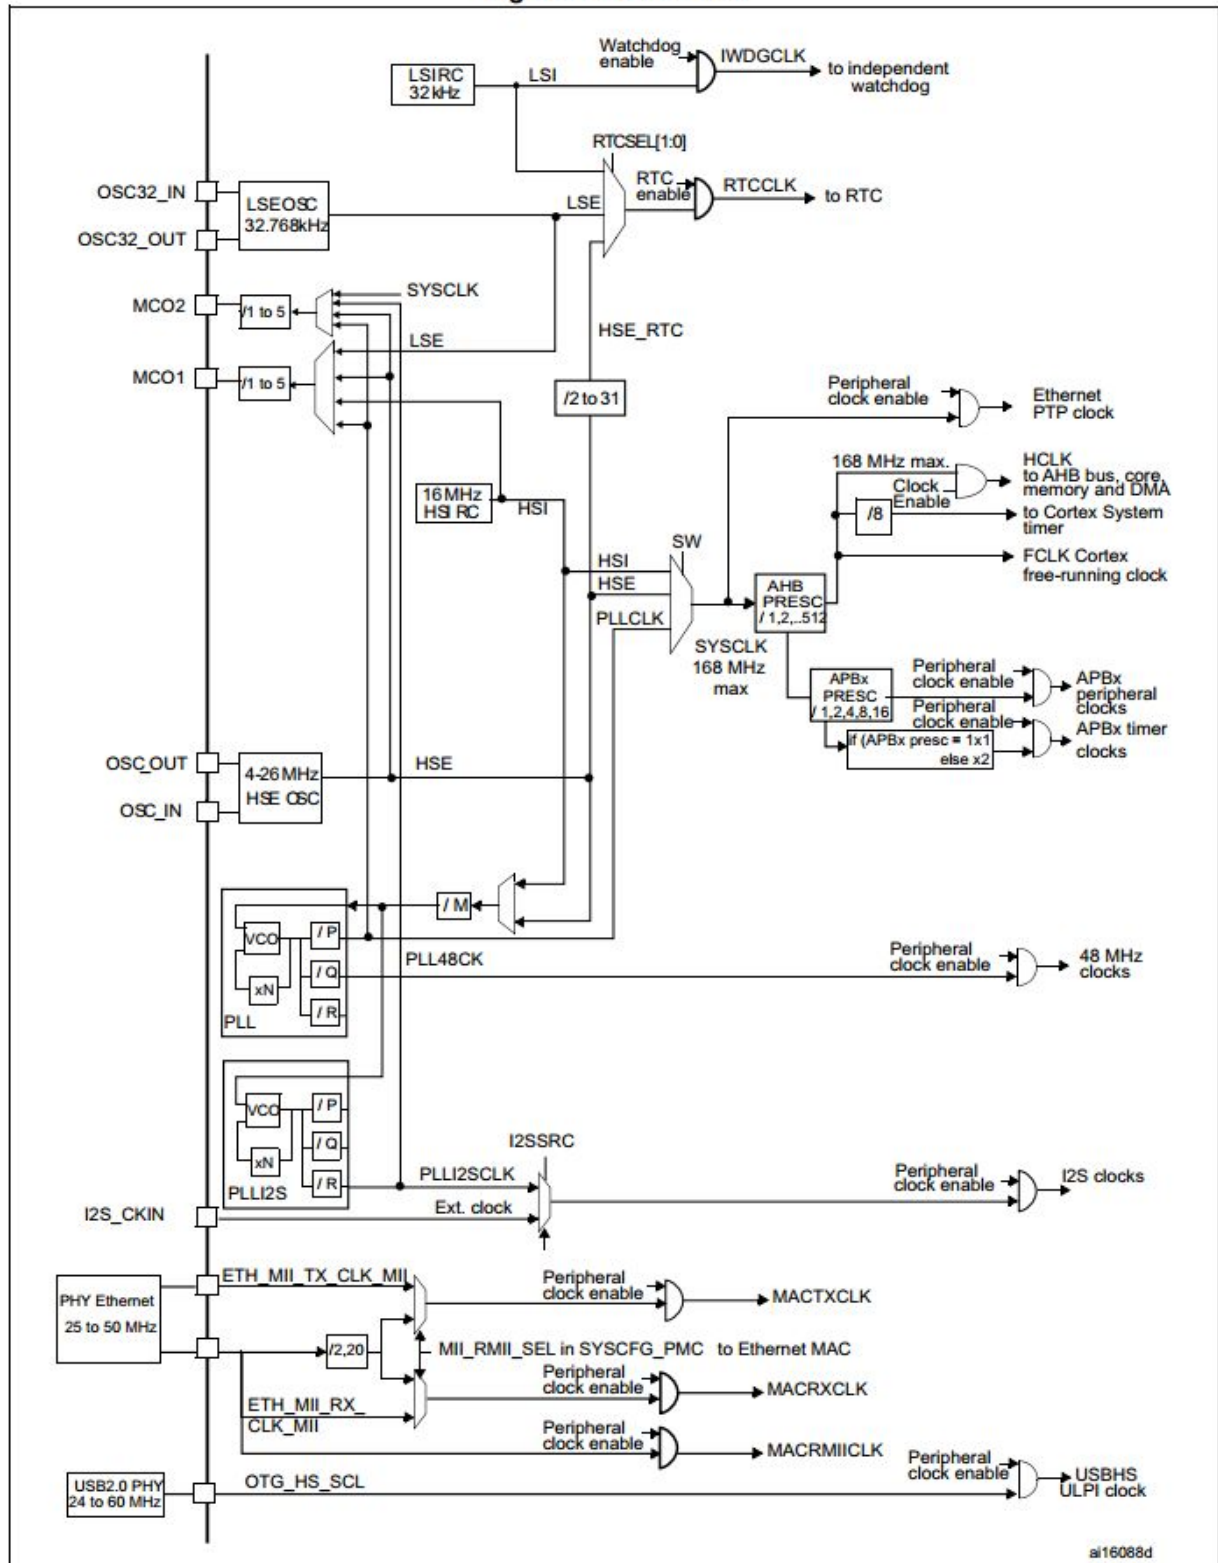 Watchdog
enable
IWDGCLK
to independent
watchdog
LSIRC
32kHz
LSI
RTCSEL[1:0]
OSC32_IN
OSC32_OUT
LSEOSC
32.768kHz
LSE
RTC
enable
RTCCLK
to RTC
MCO2
/1 to 5
SYSCLK
LSE
HSE_RTC
MCO1
/1 to 5
/2 to 31
Peripheral
clock enable
Ethernet
PTP clock
16MHz
HSI RC
HSI
168 MHz max.
Clock
Enable
HCLK
to AHB bus, core,
memory and DMA
/8
to Cortex System
timer
FCLK Cortex
free-running clock
SW
HSI
HSE
PLLCLK
AHB
PRESC
/ 1,2,..512
SYSCLK
168 MHz
max
APBx
PRESC
/ 1,2,4,8,16
Peripheral
clock enable
APBx
peripheral
clocks
Peripheral
clock enable
if (APBx presc = 1x1
else x2
APBx timer
clocks
OSC_OUT
OSC_IN
4-26MHz
HSE OSC
HSE
/ M
VCO
xN
/ P
/ Q
/ R
PLL
PLL48CK
Peripheral
clock enable
48 MHz
clocks
VCO
xN
/ P
/ Q
/ R
PLLI2S
I2SSRC
PLLI2SCLK
Ext. clock
I2S_CKIN
Peripheral
clock enable
I2S clocks
PHY Ethernet
25 to 50 MHz
ETH_MII_TX_CLK_MII
Peripheral
clock enable
MACTXCLK
/2,20
MII_RMII_SEL in SYSCFG_PMC to Ethernet MAC
ETH_MII_RX_
CLK_MII
Peripheral
clock enable
MACRXCLK
Peripheral
clock enable
MACRMIICLK
USB2.0 PHY
24 to 60 MHz
OTG_HS_SCL
Peripheral
clock enable
USBHS
ULPI clock
ai16088d